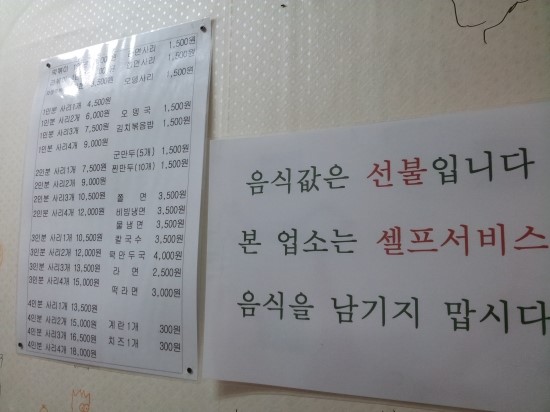 떡볶이 라면사리 1,500원
쫄면사리 1,500원
오뎅사리 1,500원
1인분 사리1개 4,500원
1인분 사리2개 6,000원 오뎅국 1,500원
1인분 사리3개 7,500원 김치볶음밥 1,500원
1인분 사리4개 9,000원
군만두(5개) 1,500원
2인분 사리1개 7,500원 찐만두(10개) 1,500원
2인분 사리2개 9,000원
2인분 사리3개 10,500원 쫄면 3,500원
2인분 사리4개 12,000원 비빔냉면 3,500원
물냉면 3,500원
3인분 사리1개 10,500원 칼국수 3,500원
3인분 사리2개 12,000원 떡만두국 4,000원
3인분 사리3개 13,500원 라면 2,500원
3인분 사리4개 15,000원 떡라면 3,000원
4인분 사리1개 13,500원
4인분 사리2개 15,000원 계란1개 300원
4인분 사리3개 16,500원 치즈1개 300원
4인분 사리4개 18,000원
음식값은 선불입니다
본 업소는 셀프서비스
음식을 남기지 맙시다